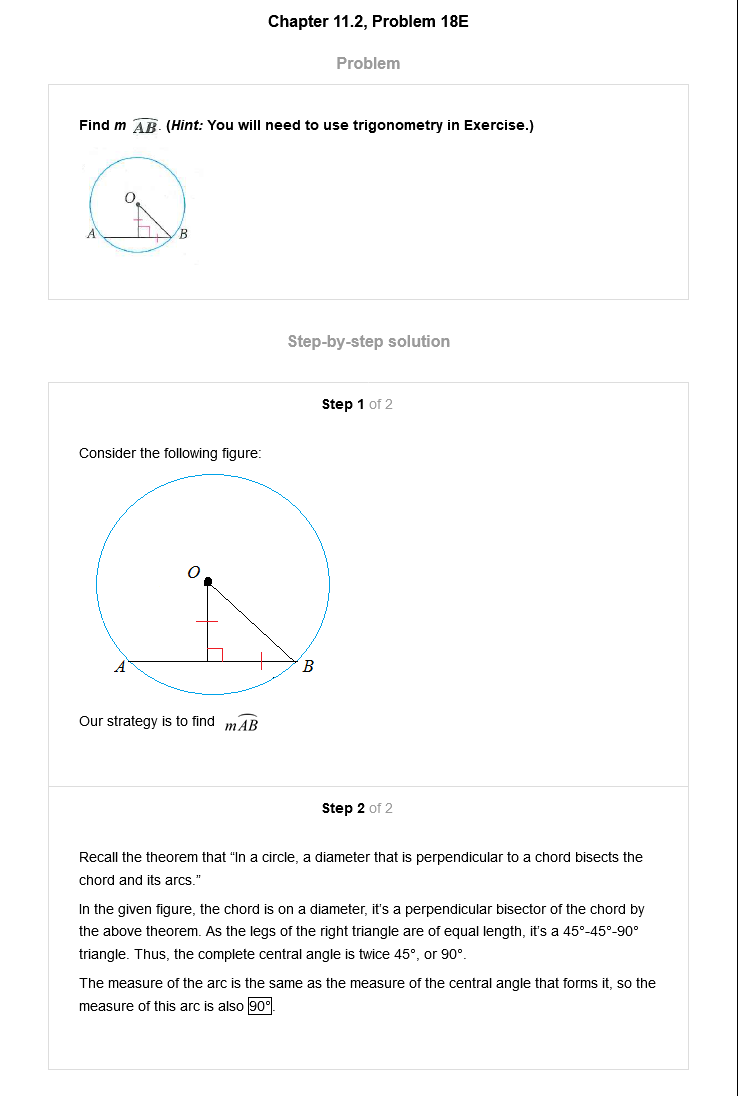 Chapter 11.2, Problem 18E
Problem
Find m AB. (Hint: You will need to use trigonometry in Exercise.)
O
A
B
Step-by-step solution
Step 1 of 2
Consider the following figure:
O
A
B
Our strategy is to find mAB
Step 2 of 2
Recall the theorem that “In a circle, a diameter that is perpendicular to a chord bisects the
chord and its arcs.”
In the given figure, the chord is on a diameter, it’s a perpendicular bisector of the chord by
the above theorem. As the legs of the right triangle are of equal length, it’s a 45°-45°-90°
triangle. Thus, the complete central angle is twice 45°, or 90°.
The measure of the arc is the same as the measure of the central angle that forms it, so the
measure of this arc is also 90°.